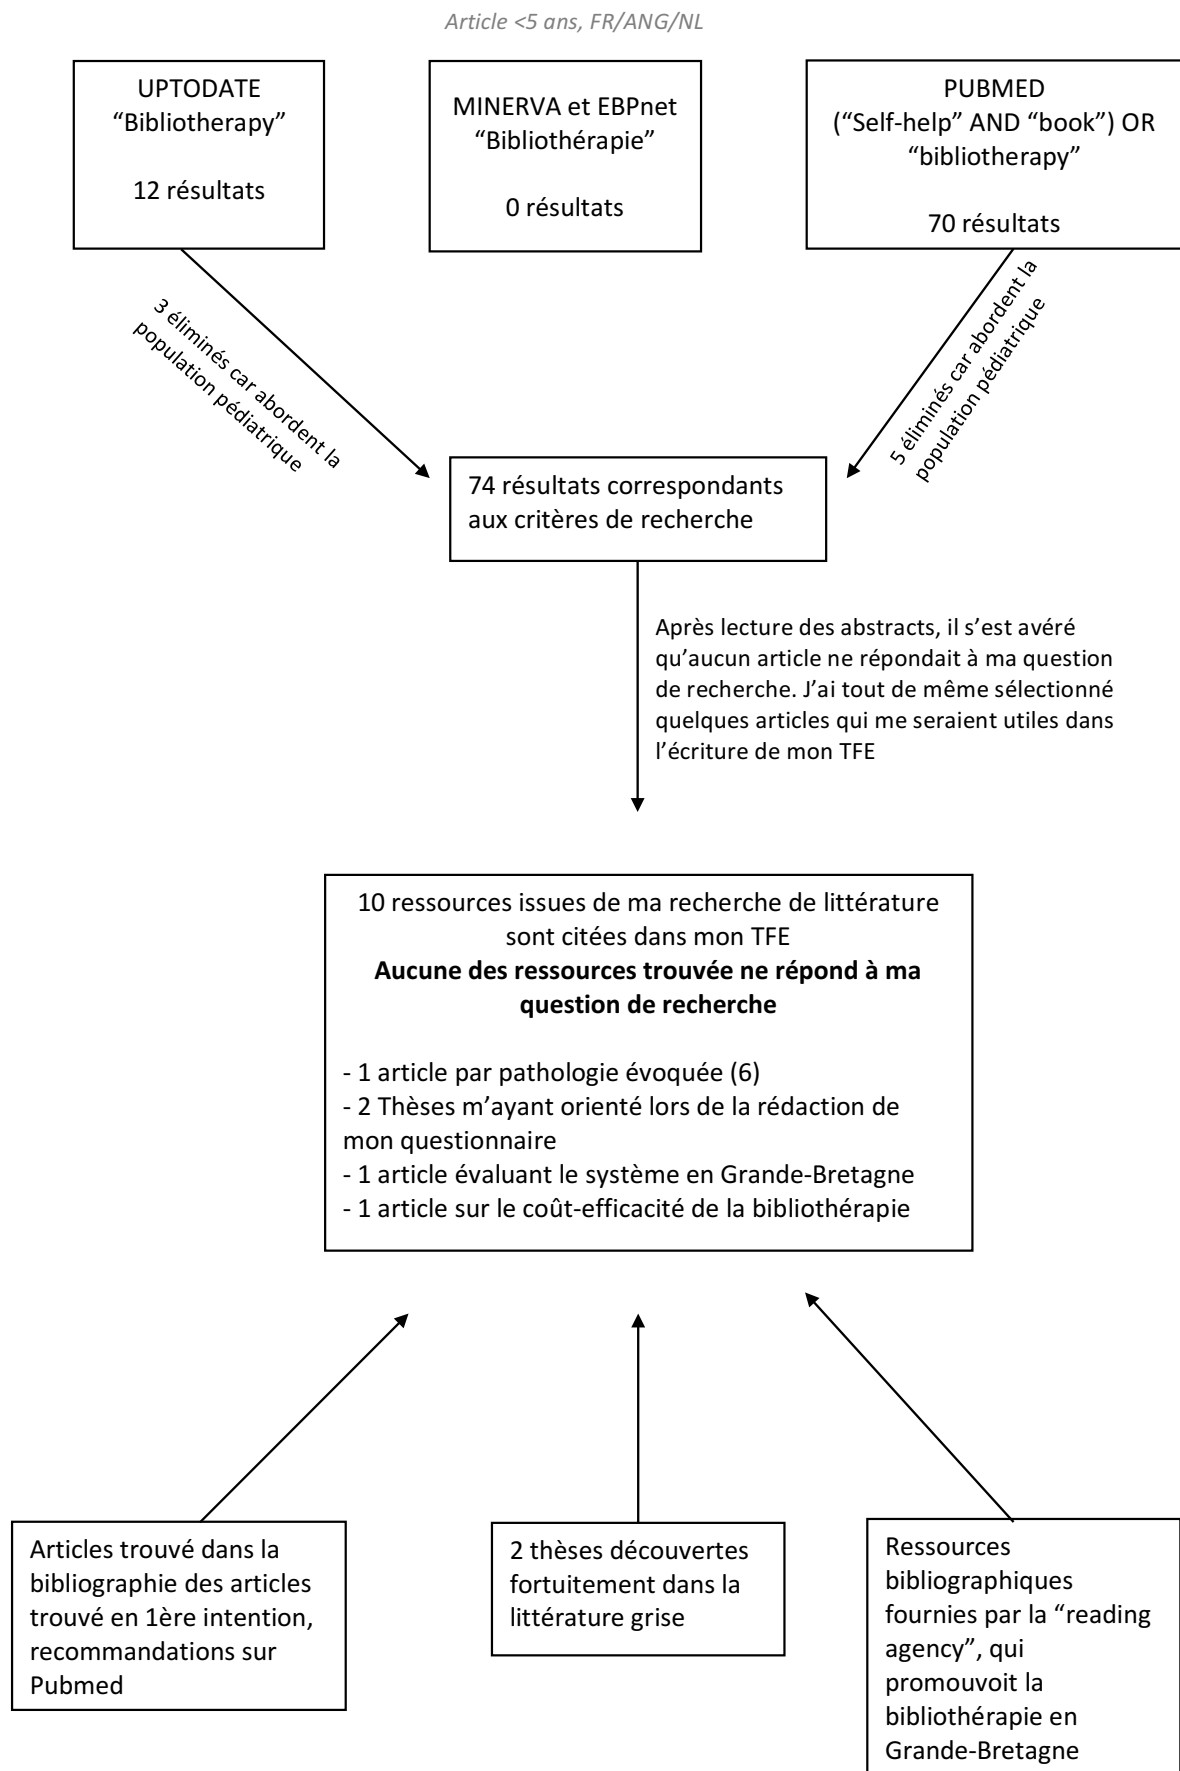 Article <5 ans, FR/ANG/NL
UPTODATE
“Bibliotherapy”
12 résultats
MINERVA et EBPnet
“Bibliothérapie”
0 résultats
PUBMED
(“Self-help” AND “book”) OR
“bibliotherapy”
70 résultats
3 éliminés car abordent la
population pédiatrique
5 éliminés car abordent la
population pédiatrique
74 résultats correspondants
aux critères de recherche
Après lecture des abstracts, il s’est avéré
qu’aucun article ne répondait à ma question
de recherche. J’ai tout de même sélectionné
quelques articles qui me seraient utiles dans
l’écriture de mon TFE
10 ressources issues de ma recherche de littérature
sont citées dans mon TFE
Aucune des ressources trouvée ne répond à ma
question de recherche
- 1 article par pathologie évoquée (6)
- 2 Thèses m’ayant orienté lors de la rédaction de
mon questionnaire
- 1 article évaluant le système en Grande-Bretagne
- 1 article sur le coût-efficacité de la bibliothérapie
Articles trouvé dans la
bibliographie des articles
trouvé en 1ère intention,
recommandations sur
Pubmed
2 thèses découvertes
fortuitement dans la
littérature grise
Ressources
bibliographiques
fournies par la “reading
agency”, qui
promouvoit la
bibliothérapie en
Grande-Bretagne